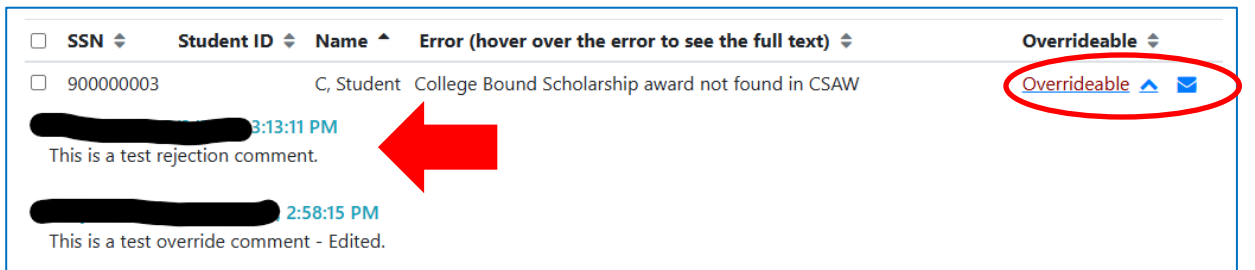 SSN Student ID Name Error (hover over the error to see the full text) Overrideable
900000003 C, Student College Bound Scholarship award not found in CSAW Overrideable
3:13:11 PM
This is a test rejection comment.
2:58:15 PM
This is a test override comment - Edited.